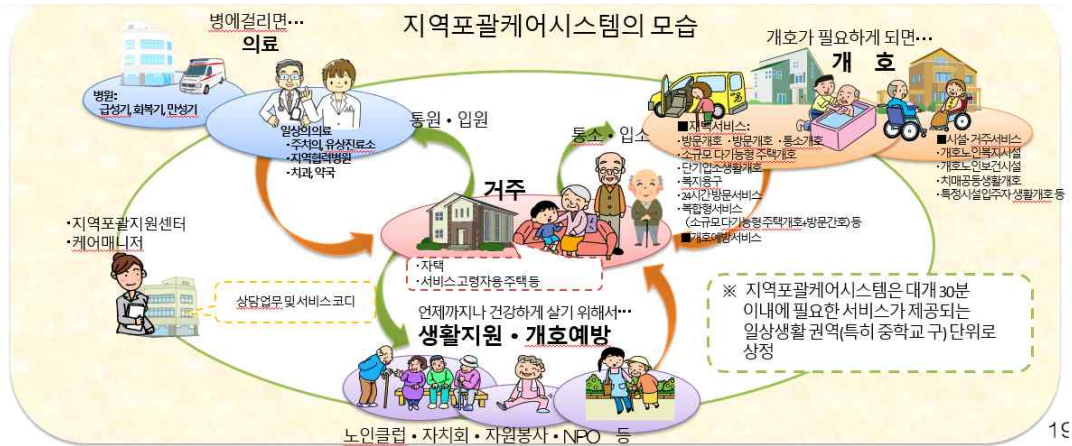 지역포괄케어시스템의 모습
병에걸리면…
의료
병원:
급성기, 회복기, 만성기
일상의의료
・주치의, 유상진료소
・지역협력병원
・치과, 약국
통원・입원
통소・입소
개호가 필요하게 되면…
개 호
■재택서비스:
・방문개호 ・방문개호 ・통소개호
・소규모 다기능형 주택개호
・단기입소생활개호
・복지용구
・24시간 방문서비스
・복합형서비스
(소규모 다기능형 주택개호+방문간호) 등
■개호예방서비스
■시설・거주서비스
・개호노인복지시설
・개호노인보건시설
・치매공동생활개호
・특정시설입주자 생활개호 등
거주
・자택
・서비스 고령자용 주택 등
・지역포괄지원센터
・케어매니저
상담업무 및 서비스코디
언제까지나 건강하게 살기 위해서…
생활지원・개호예방
노인클럽・자치회・자원봉사・NPO 등
※ 지역포괄케어시스템은 대개 30분
이내에 필요한 서비스가 제공되는
일상생활 권역(특히 중학교 구) 단위로
상정
19